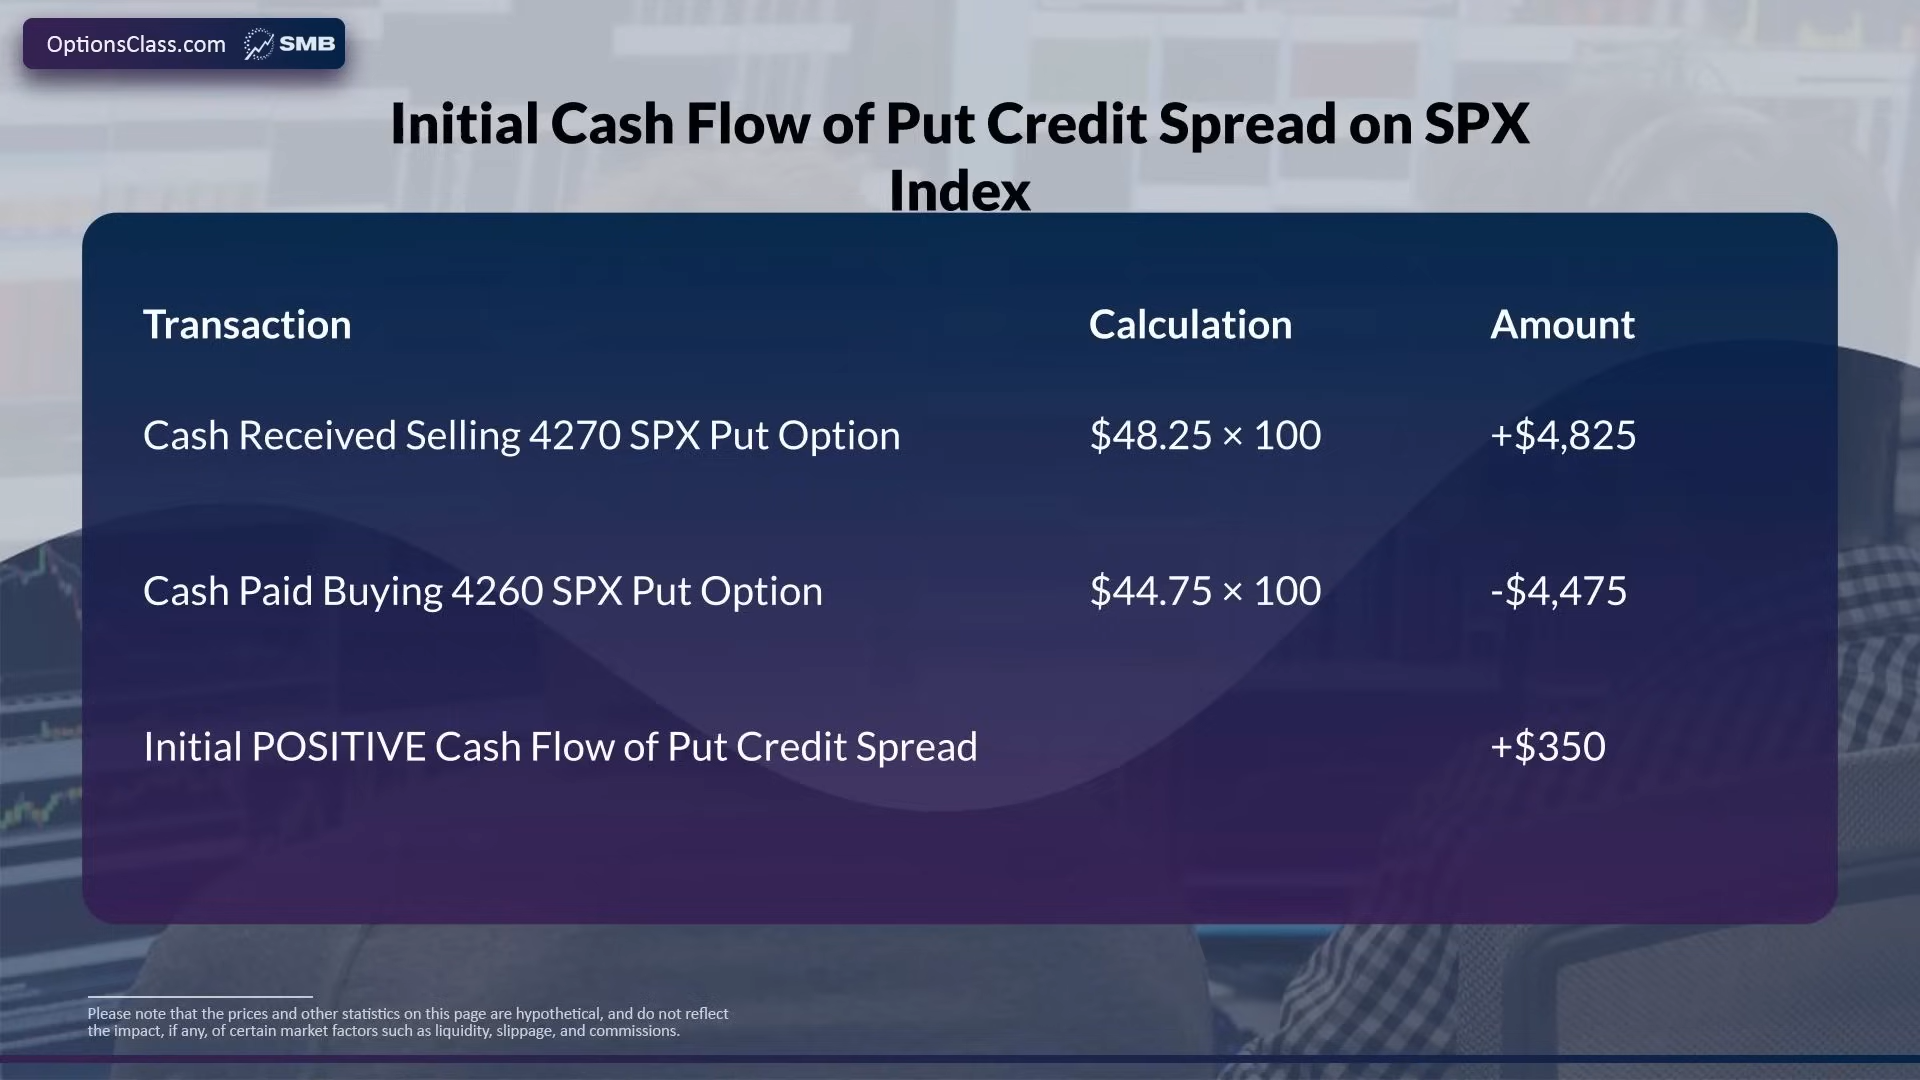 OptionsClass.com SMB
Initial Cash Flow of Put Credit Spread on SPX
Index
Transaction Calculation Amount
Cash Received Selling 4270 SPX Put Option $48.25 × 100 +$4,825
Cash Paid Buying 4260 SPX Put Option $44.75 × 100 -$4,475
Initial POSITIVE Cash Flow of Put Credit Spread +$350
Please note that the prices and other statistics on this page are hypothetical, and do not reflect
the impact, if any, of certain market factors such as liquidity, slippage, and commissions.